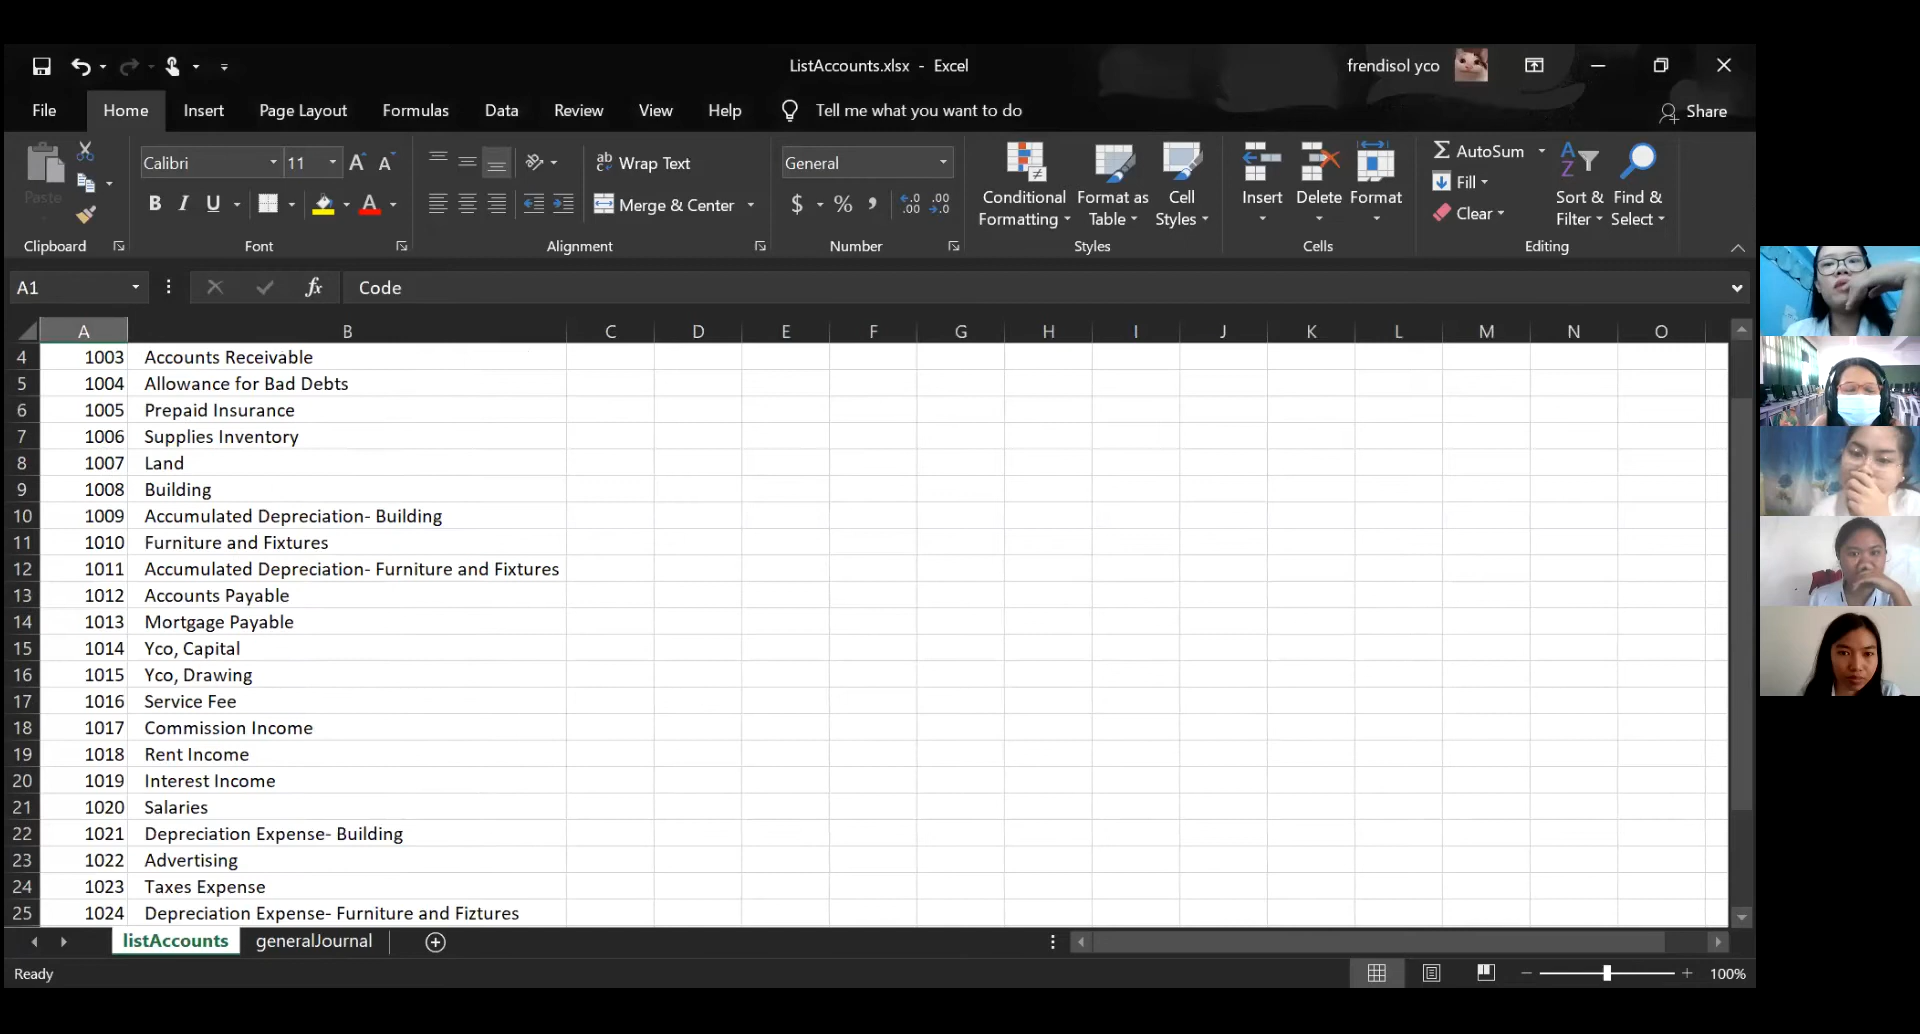 ListAccounts.xlsx - Excel
frendisol yco
File Home Insert Page Layout Formulas Data Review View Help Tell me what you want to do Share
Paste
Clipboard
Calibri 11
B I U A
Font
ab Wrap Text
Merge & Center
Alignment
General
$ % ,
Number
Conditional Formatting
Format as Table
Cell Styles
Styles
Insert Delete Format
Cells
AutoSum
Fill
Clear
Sort & Filter
Find & Select
Editing
A1 fx Code
A B C D E F G H I J K L M N O
4 1003 Accounts Receivable
5 1004 Allowance for Bad Debts
6 1005 Prepaid Insurance
7 1006 Supplies Inventory
8 1007 Land
9 1008 Building
10 1009 Accumulated Depreciation- Building
11 1010 Furniture and Fixtures
12 1011 Accumulated Depreciation- Furniture and Fixtures
13 1012 Accounts Payable
14 1013 Mortgage Payable
15 1014 Yco, Capital
16 1015 Yco, Drawing
17 1016 Service Fee
18 1017 Commission Income
19 1018 Rent Income
20 1019 Interest Income
21 1020 Salaries
22 1021 Depreciation Expense- Building
23 1022 Advertising
24 1023 Taxes Expense
25 1024 Depreciation Expense- Furniture and Fiztures
listAccounts generalJournal
Ready 100%